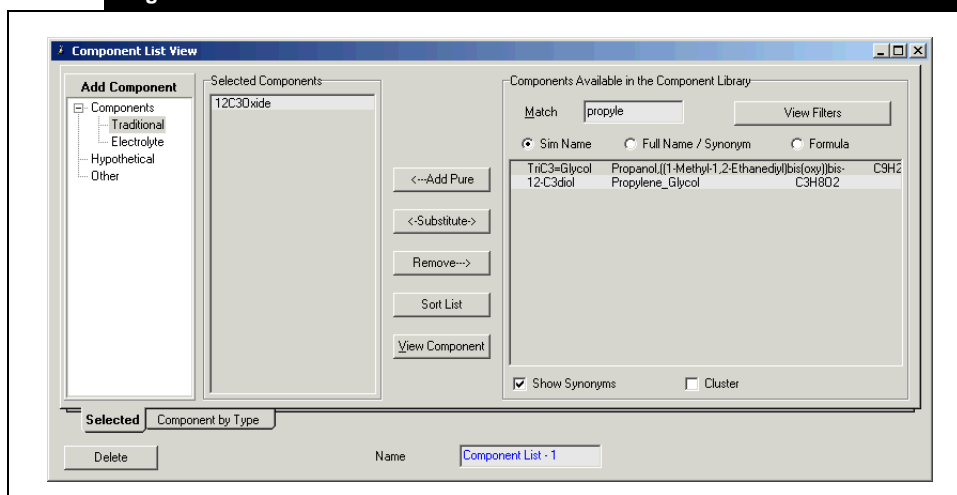 Component List View
Add Component
Components
Traditional
Electrolyte
Hypothetical
Other
Selected Components
12C3Oxide
<---Add Pure
<-Substitute->
Remove--->
Sort List
View Component
Components Available in the Component Library
Match propyle View Filters
Sim Name Full Name / Synonym Formula
TriC3=Glycol Propanol,((1-Methyl-1,2-Ethanediyl)bis(oxy))bis- C9H2
12-C3diol Propylene_Glycol C3H8O2
Show Synonyms Cluster
Selected Component by Type
Delete Name Component List - 1